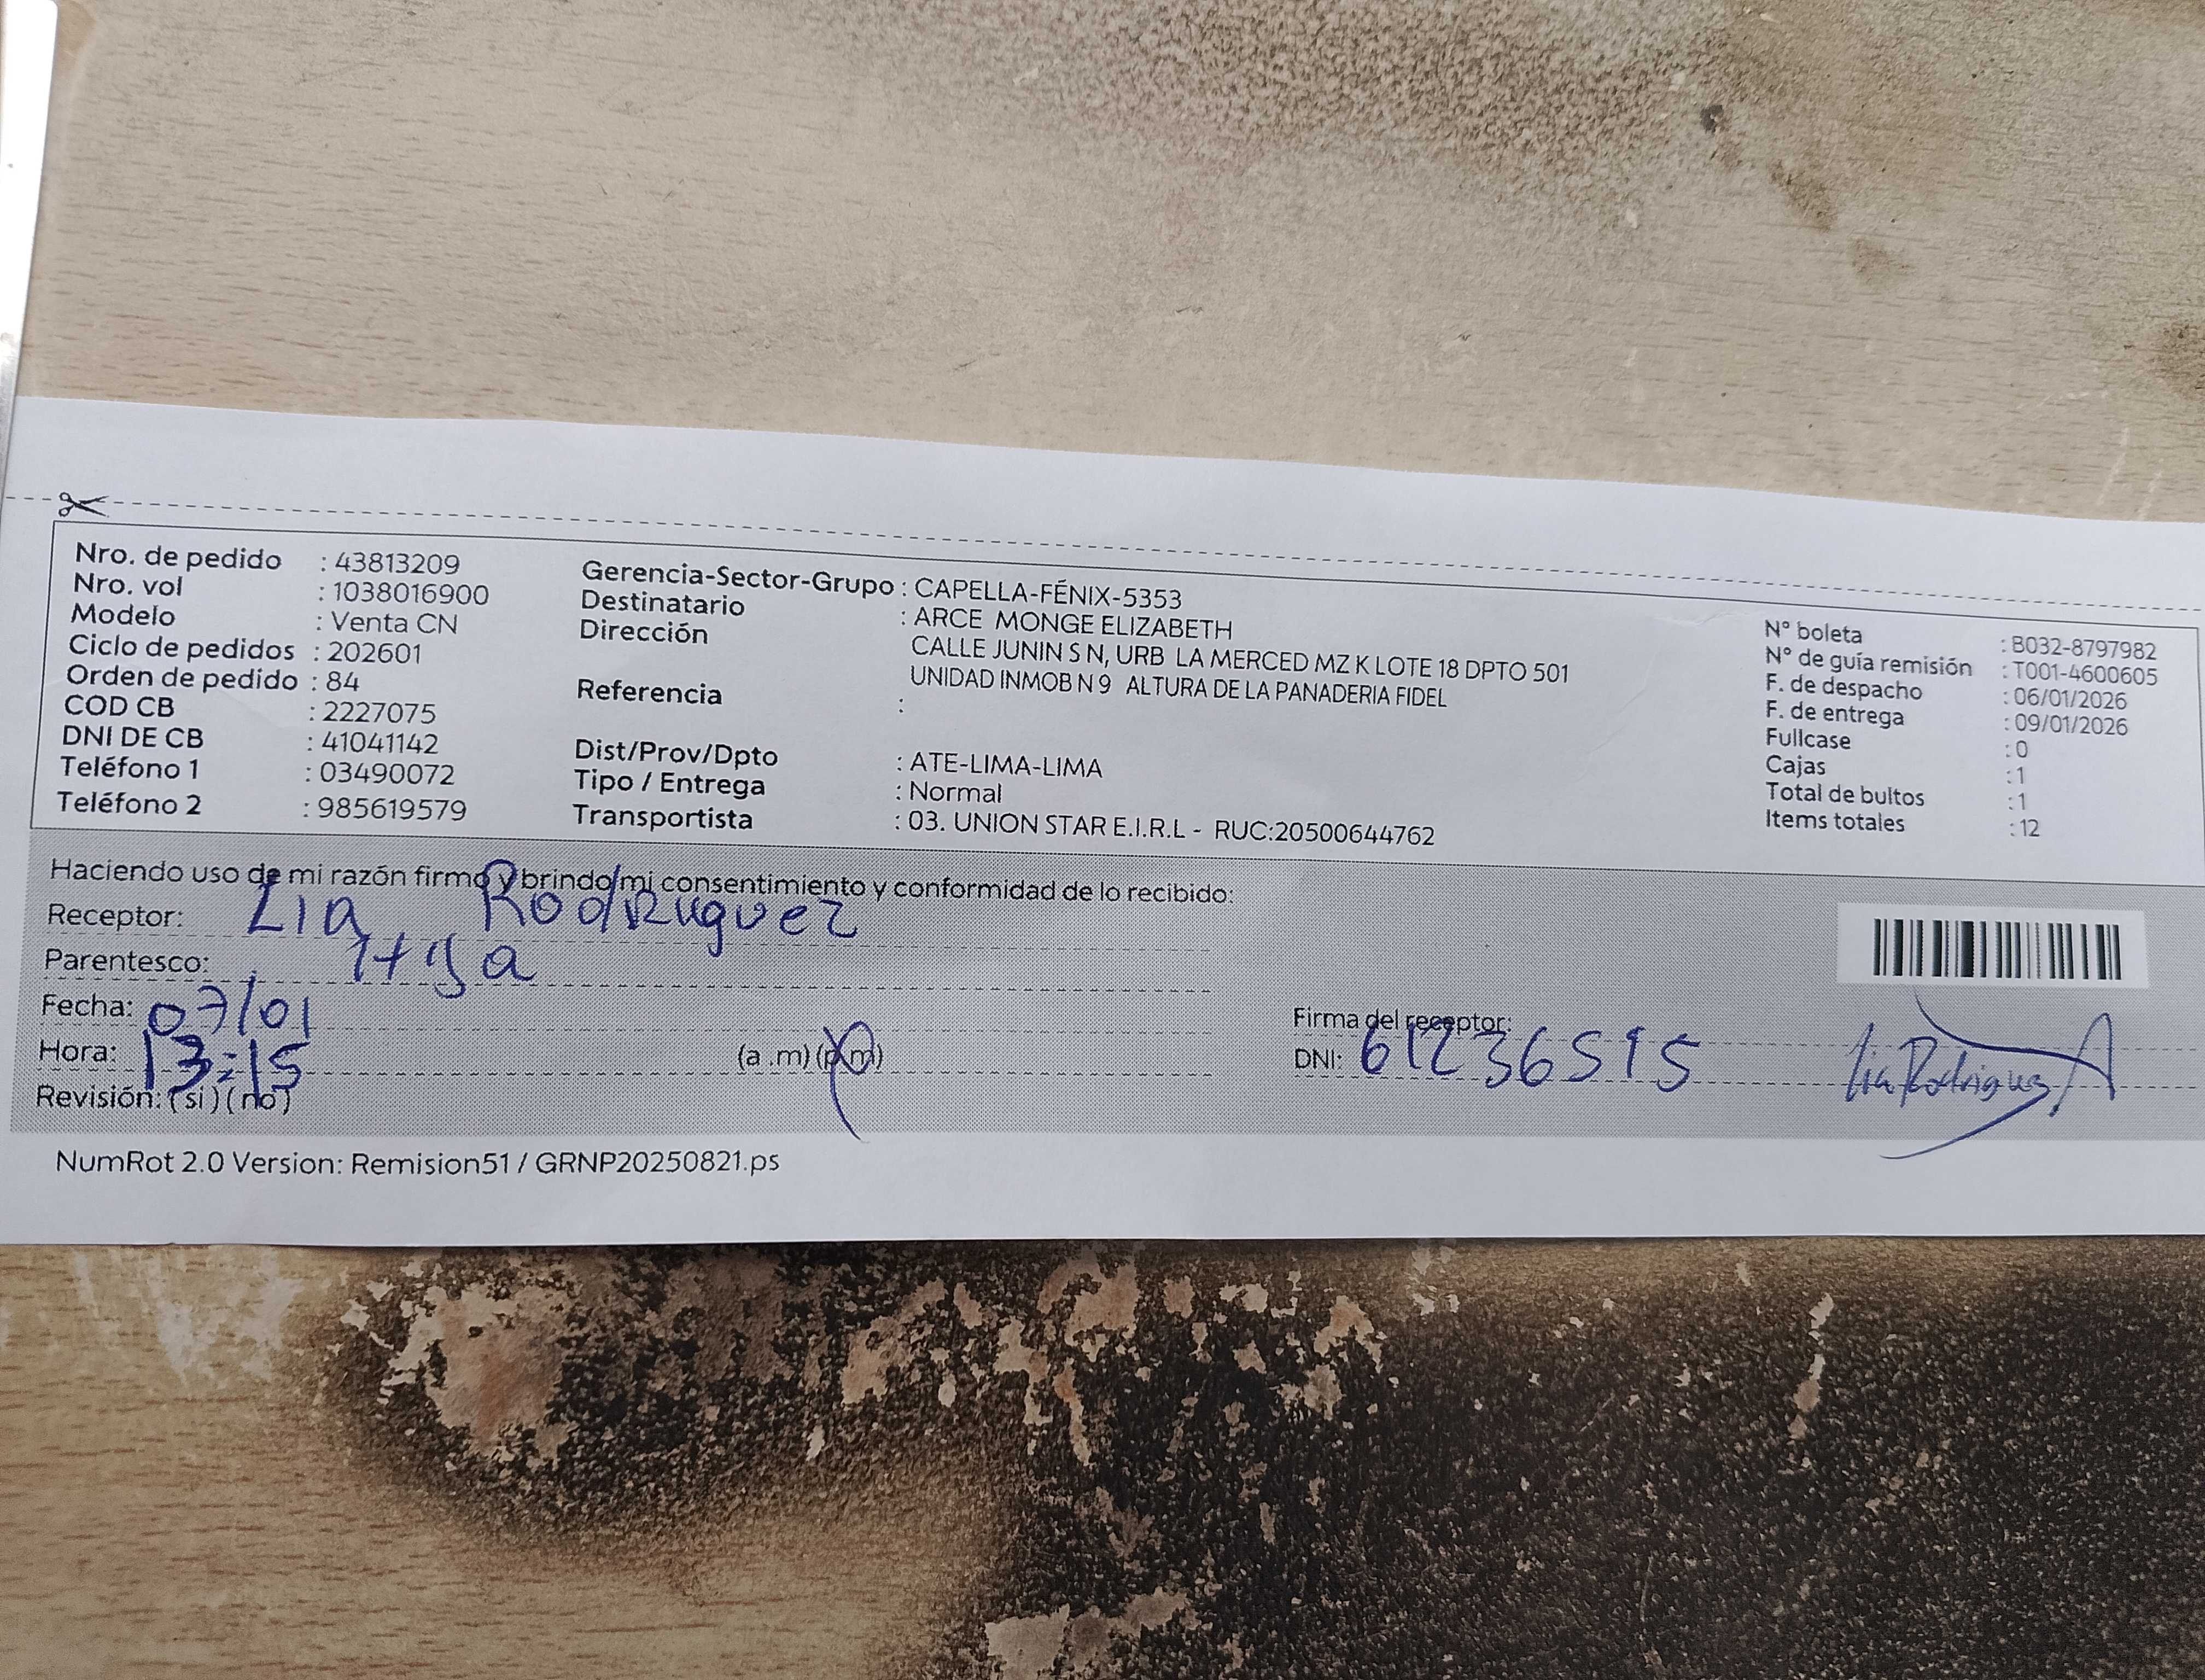 Nro. de pedido : 43813209
Nro. vol : 1038016900
Modelo : Venta CN
Ciclo de pedidos : 202601
Orden de pedido : 84
COD CB : 2227075
DNI DE CB : 41041142
Teléfono 1 : 03490072
Teléfono 2 : 985619579
Gerencia-Sector-Grupo : CAPELLA-FÉNIX-5353
Destinatario : ARCE MONGE ELIZABETH
Dirección CALLE JUNIN S N, URB LA MERCED MZ K LOTE 18 DPTO 501
UNIDAD INMOB N 9 ALTURA DE LA PANADERIA FIDEL
Referencia :
Dist/Prov/Dpto : ATE-LIMA-LIMA
Tipo / Entrega : Normal
Transportista : 03. UNION STAR E.I.R.L - RUC:20500644762
N° boleta : B032-8797982
N° de guía remisión : T001-4600605
F. de despacho : 06/01/2026
F. de entrega : 09/01/2026
Fullcase : 0
Cajas : 1
Total de bultos : 1
Items totales : 12
Haciendo uso de mi razón firmo y brindo mi consentimiento y conformidad de lo recibido:
Receptor: Lia Rodriguez
Parentesco:
Fecha: 07/01
Hora: 13:15 (a .m) (p.m)
Revisión: (si) (no)
Firma del receptor:
DNI: 61236515
Lia Rodriguez A
NumRot 2.0 Version: Remision51 / GRNP20250821.ps